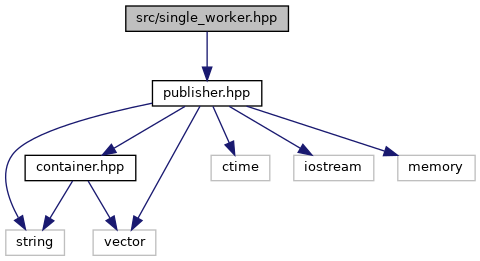 src/single_worker.hpp
publisher.hpp
container.hpp
ctime
iostream
memory
string
vector